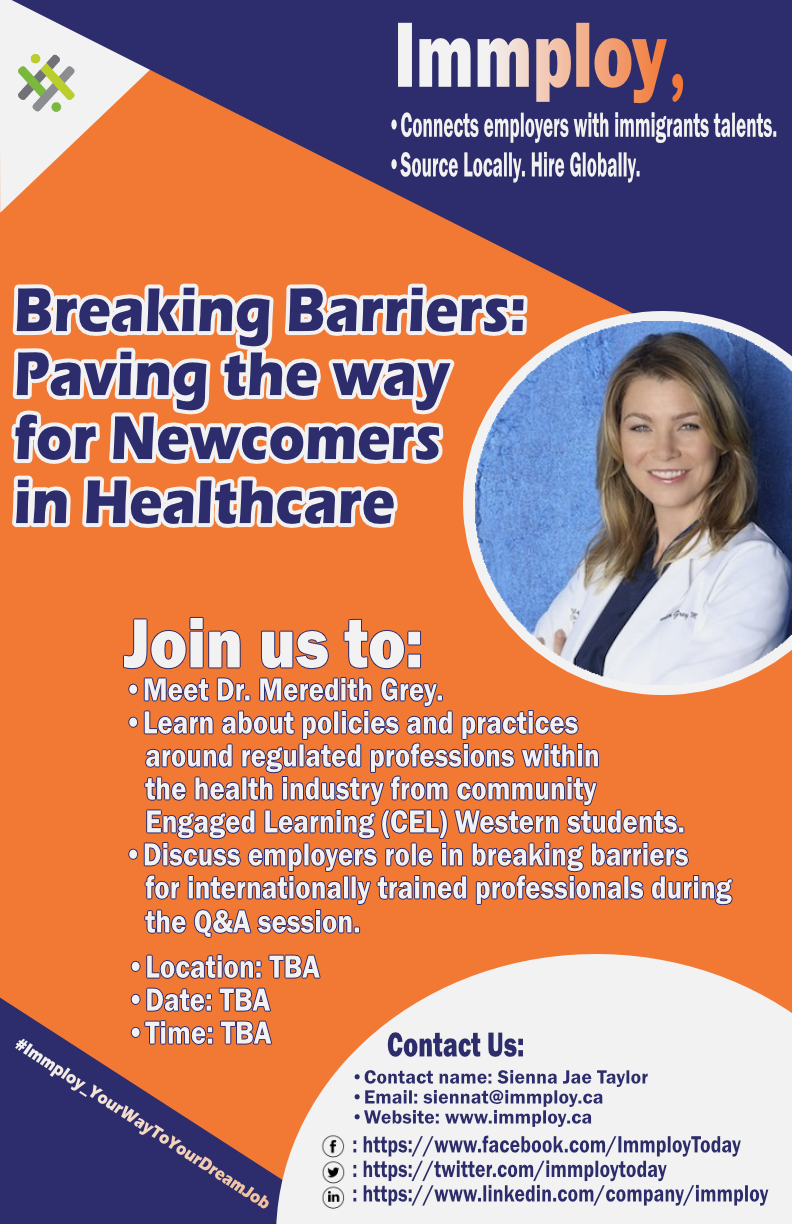 Immploy,
•Connects employers with immigrants talents.
•Source Locally. Hire Globally.
Breaking Barriers:
Paving the way
for Newcomers
in Healthcare
Join us to:
•Meet Dr. Meredith Grey.
•Learn about policies and practices
around regulated professions within
the health industry from community
Engaged Learning (CEL) Western students.
•Discuss employers role in breaking barriers
for internationally trained professionals during
the Q&A session.
•Location: TBA
•Date: TBA
•Time: TBA
#Immploy_YourWayToYourDreamJob
Contact Us:
•Contact name: Sienna Jae Taylor
•Email: siennat@immploy.ca
•Website: www.immploy.ca
: https://www.facebook.com/ImmployToday
: https://twitter.com/immploytoday
: https://www.linkedin.com/company/immploy